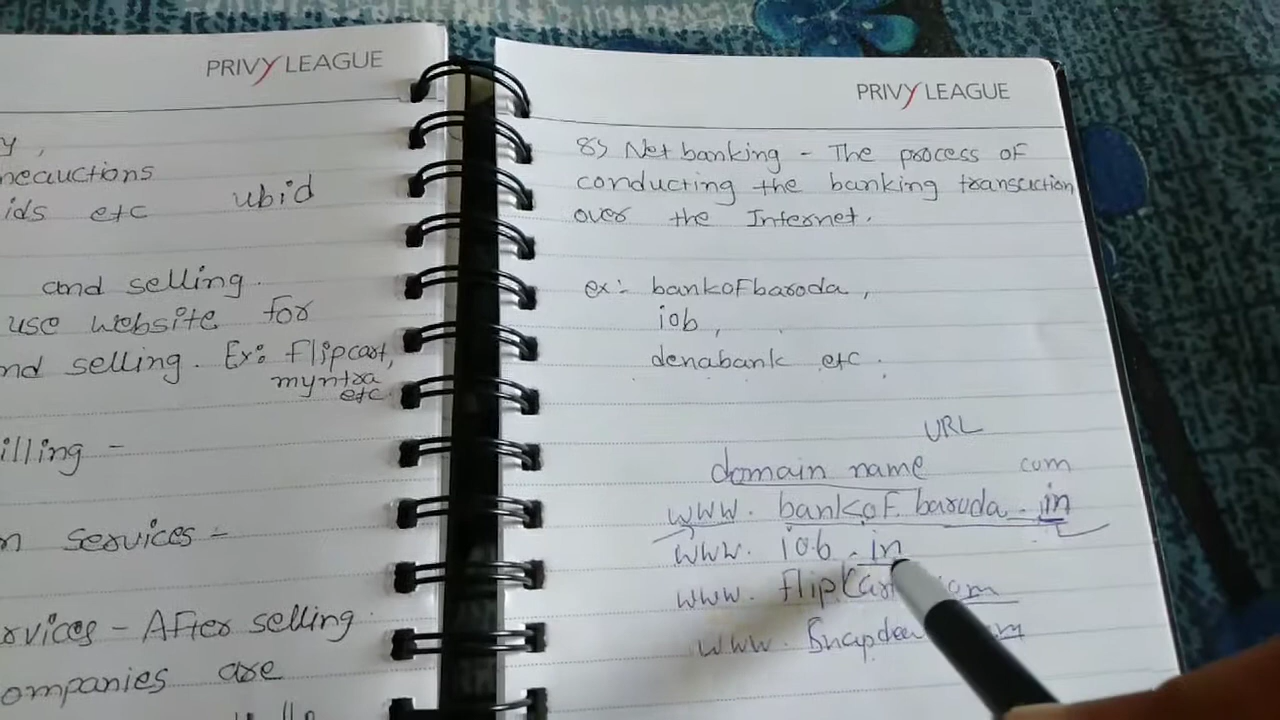 PRIVY LEAGUE
y,
neauctions
ids etc ubid
and selling.
use website for
nd selling. Ex: Flipcart,
myntra
etc.
illing -
n Services :-
rvices - After selling
ompanies are
PRIVY LEAGUE
8) Net banking - The process of
conducting the banking transaction
over the Internet.
ex:- bankofbaroda,
iob,
denabank etc.
URL
domain name com
www. bankof baroda.in
www. iob.in
www. flipkart
www. Snapdea